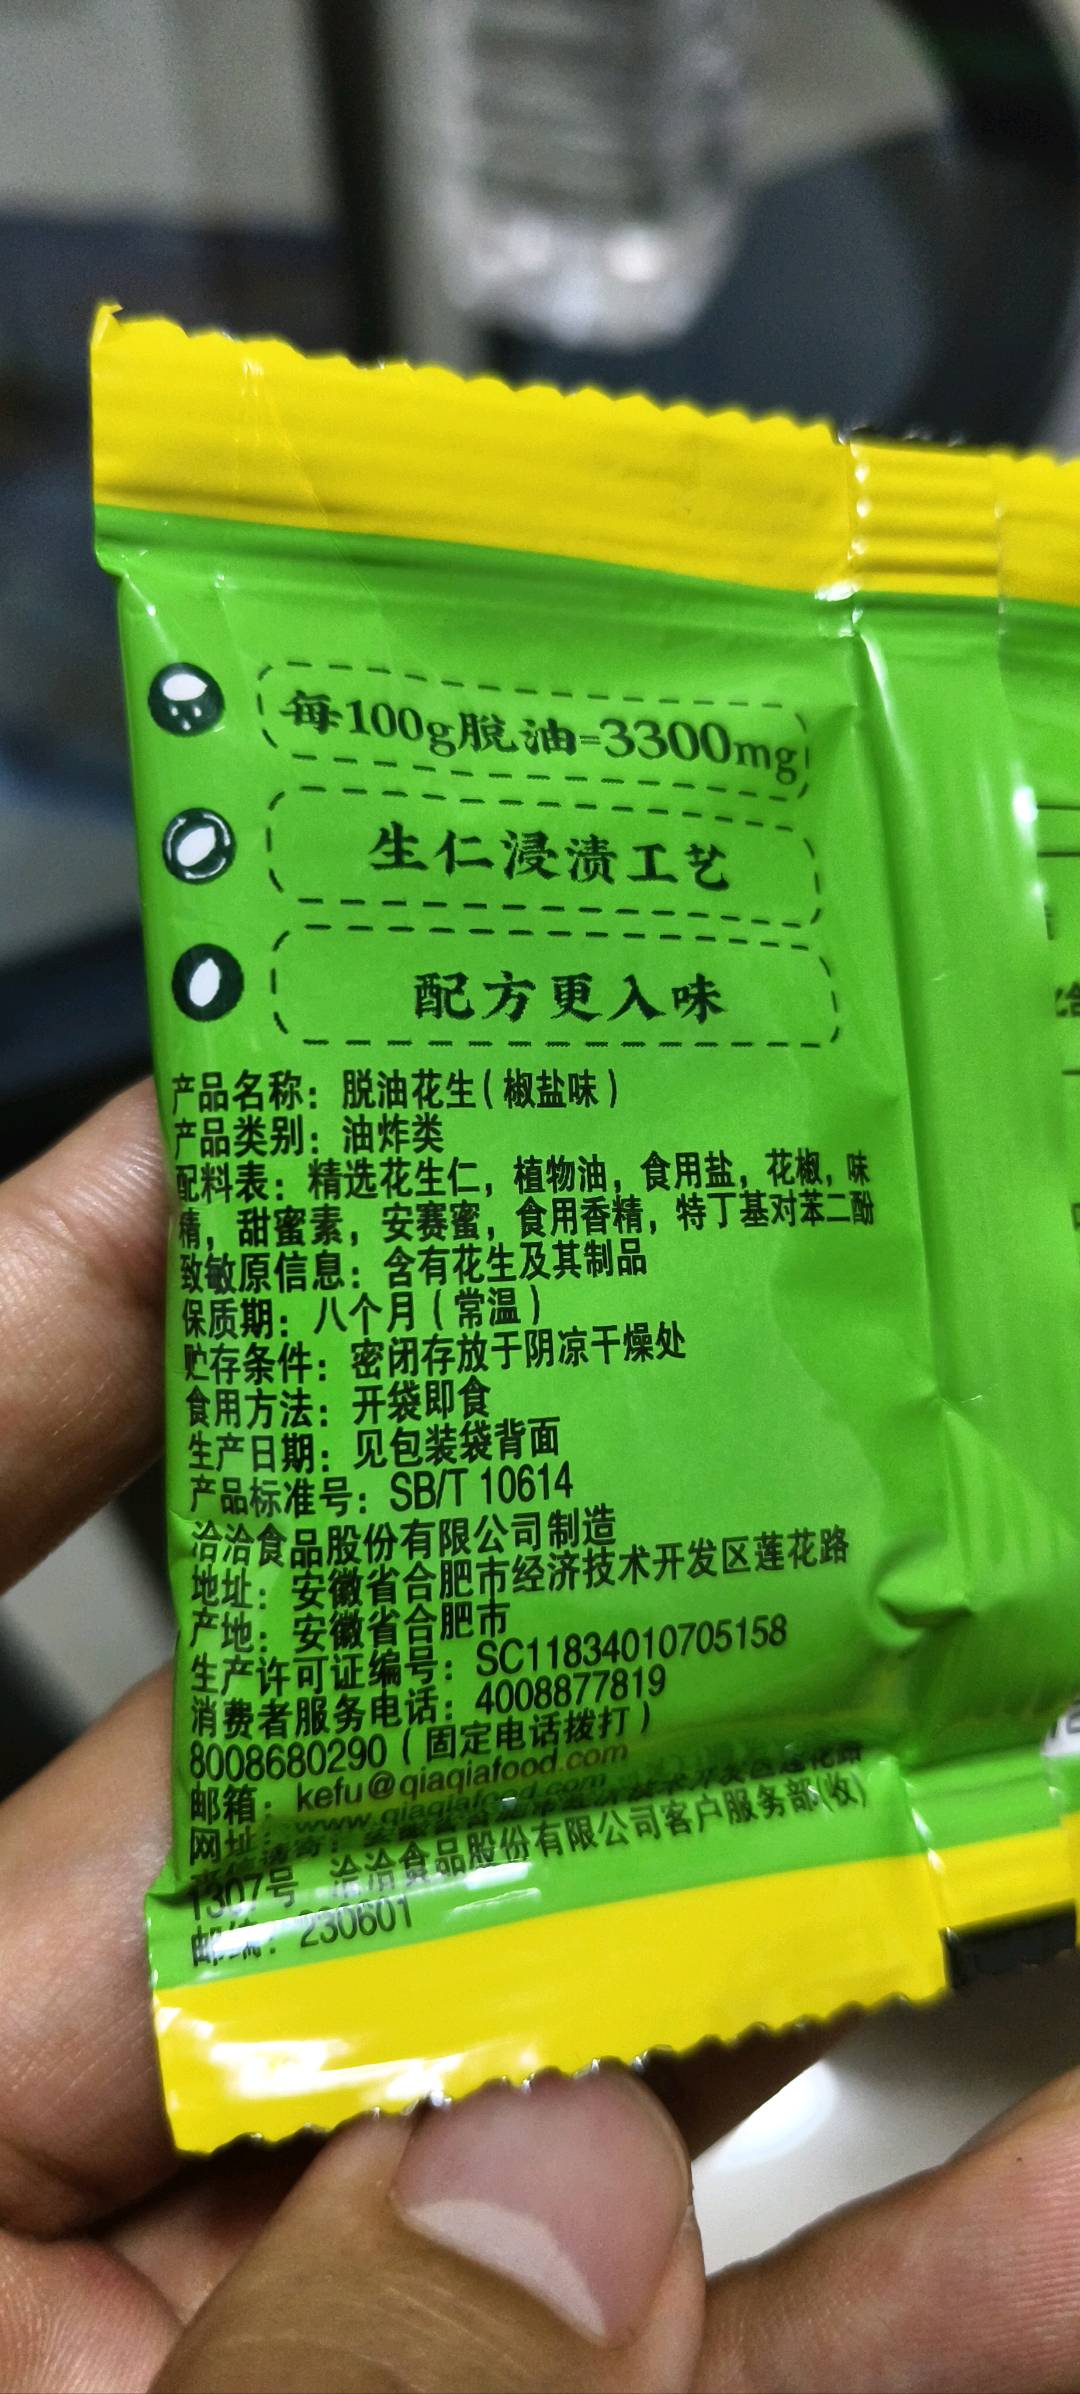 每100g脱油=3300mg
生仁浸渍工艺
配方更入味
产品名称：脱油花生（椒盐味）
产品类别：油炸类
配料表：精选花生仁，植物油，食用盐，花椒，味
精，甜蜜素，安赛蜜，食用香精，特丁基对苯二酚
致敏原信息：含有花生及其制品
保质期：八个月（常温）
贮存条件：密闭存放于阴凉干燥处
食用方法：开袋即食
生产日期：见包装袋背面
产品标准号：SB/T 10614
洽洽食品股份有限公司制造
地址：安徽省合肥市经济技术开发区莲花路
产地：安徽省合肥市
生产许可证编号：SC11834010705158
消费者服务电话：4008877819
8008680290（固定电话拨打）
邮箱：kefu@qiaqiafood.com
网址：www.qiaqiafood.com
1307号 洽洽食品股份有限公司客户服务部(收)
邮编：230601